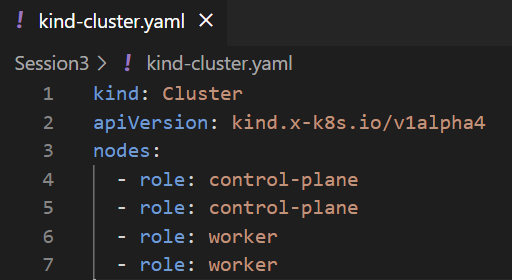 ! kind-cluster.yaml ×
Session3 > ! kind-cluster.yaml
1 kind: Cluster
2 apiVersion: kind.x-k8s.io/v1alpha4
3 nodes:
4   - role: control-plane
5   - role: control-plane
6   - role: worker
7   - role: worker